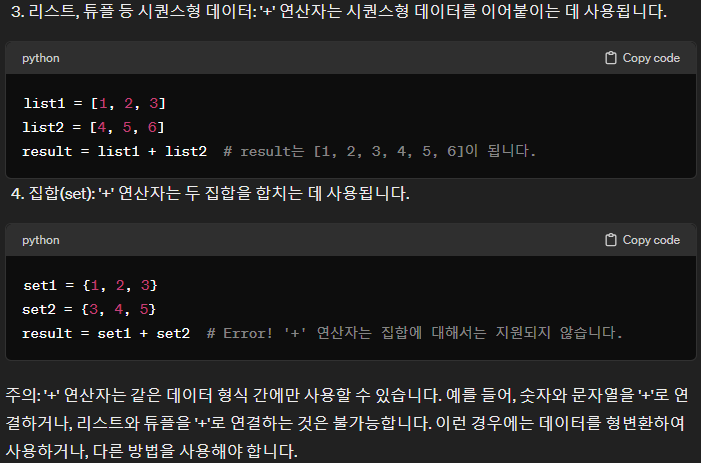 3. 리스트, 튜플 등 시퀀스형 데이터: '+' 연산자는 시퀀스형 데이터를 이어붙이는 데 사용됩니다.
python
Copy code
list1 = [1, 2, 3]
list2 = [4, 5, 6]
result = list1 + list2  # result는 [1, 2, 3, 4, 5, 6]이 됩니다.
4. 집합(set): '+' 연산자는 두 집합을 합치는 데 사용됩니다.
python
Copy code
set1 = {1, 2, 3}
set2 = {3, 4, 5}
result = set1 + set2  # Error! '+' 연산자는 집합에 대해서는 지원되지 않습니다.
주의: '+' 연산자는 같은 데이터 형식 간에만 사용할 수 있습니다. 예를 들어, 숫자와 문자열을 '+'로 연
결하거나, 리스트와 튜플을 '+'로 연결하는 것은 불가능합니다. 이런 경우에는 데이터를 형변환하여
사용하거나, 다른 방법을 사용해야 합니다.